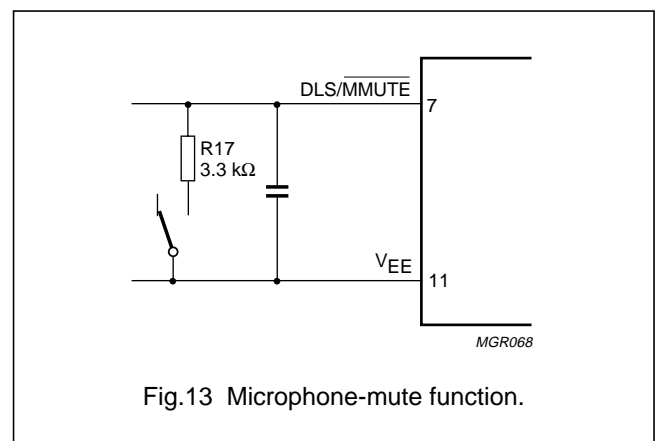 DLS/MMUTE
7
R17
3.3 kΩ
VEE
11
MGR068
Fig.13 Microphone-mute function.